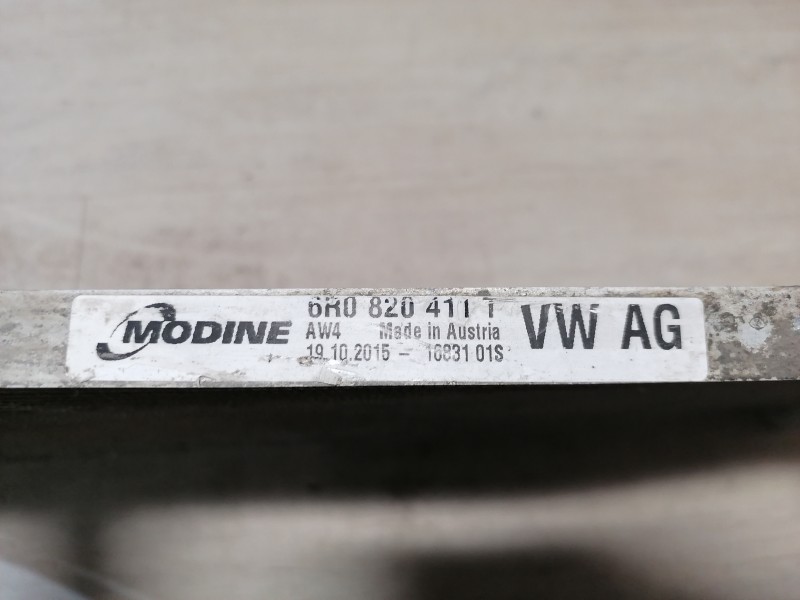 MODINE
6R0 820 411 T
AW4 Made in Austria
19.10.2015 - 16831 01S
VW AG